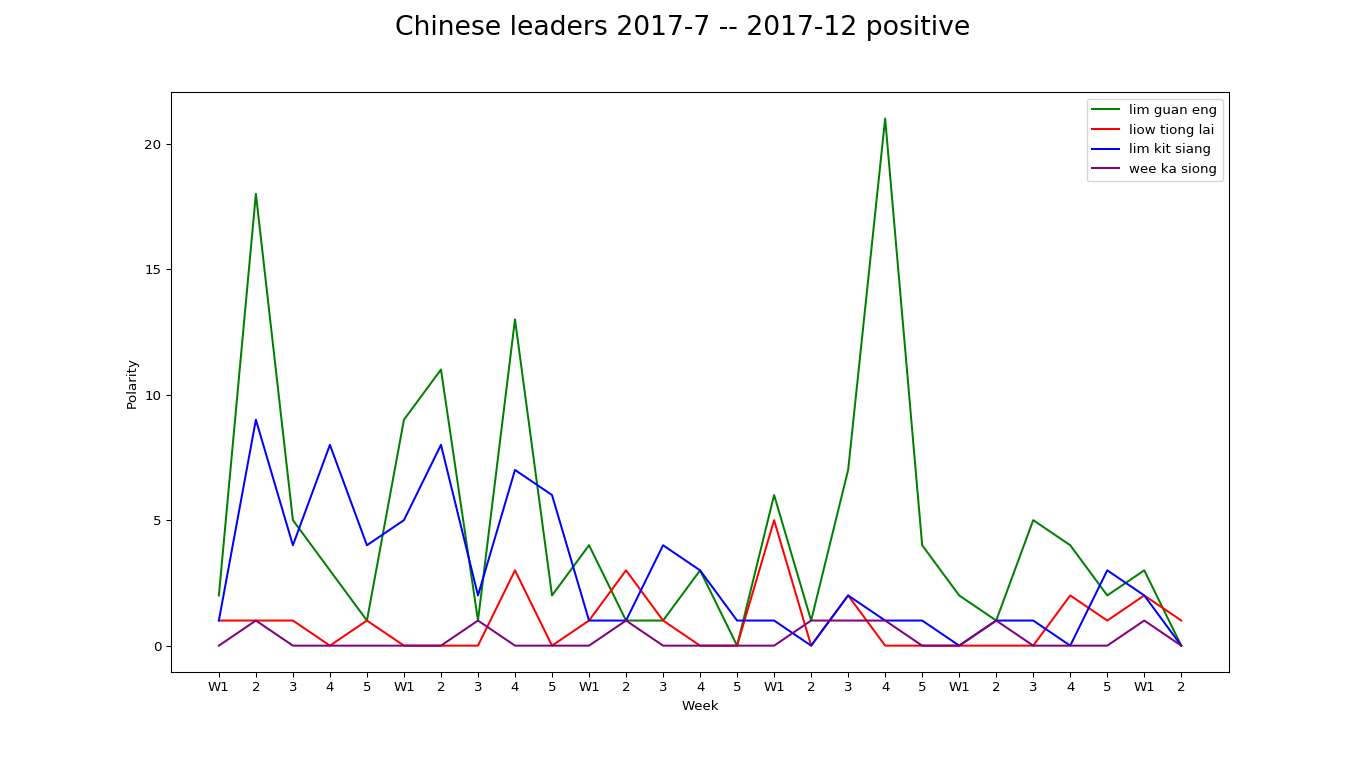 Chinese leaders 2017-7 -- 2017-12 positive
lim guan eng
liow tiong lai
lim kit siang
wee ka siong
20
15
10
5
0
Polarity
W1 2 3 4 5 W1 2 3 4 5 W1 2 3 4 5 W1 2 3 4 5 W1 2 3 4 5 W1 2
Week